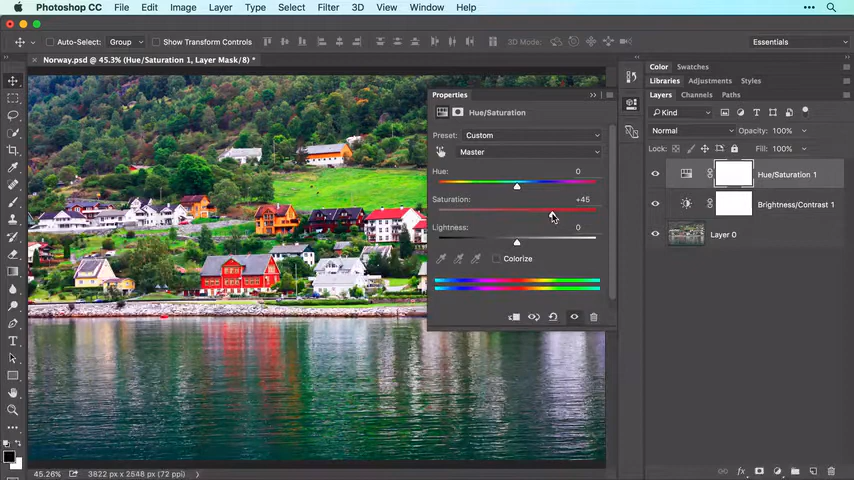 Photoshop CC File Edit Image Layer Type Select Filter 3D View Window Help
Auto-Select: Group Show Transform Controls 3D Mode: Essentials
Norway.psd @ 45.3% (Hue/Saturation 1, Layer Mask/8) *
Properties
Hue/Saturation
Preset: Custom
Master
Hue: 0
Saturation: +45
Lightness: 0
Colorize
Color Swatches
Libraries Adjustments Styles
Layers Channels Paths
Kind
Normal Opacity: 100%
Lock: Fill: 100%
Hue/Saturation 1
Brightness/Contrast 1
Layer 0
45.26% 3822 px x 2548 px (72 ppi)